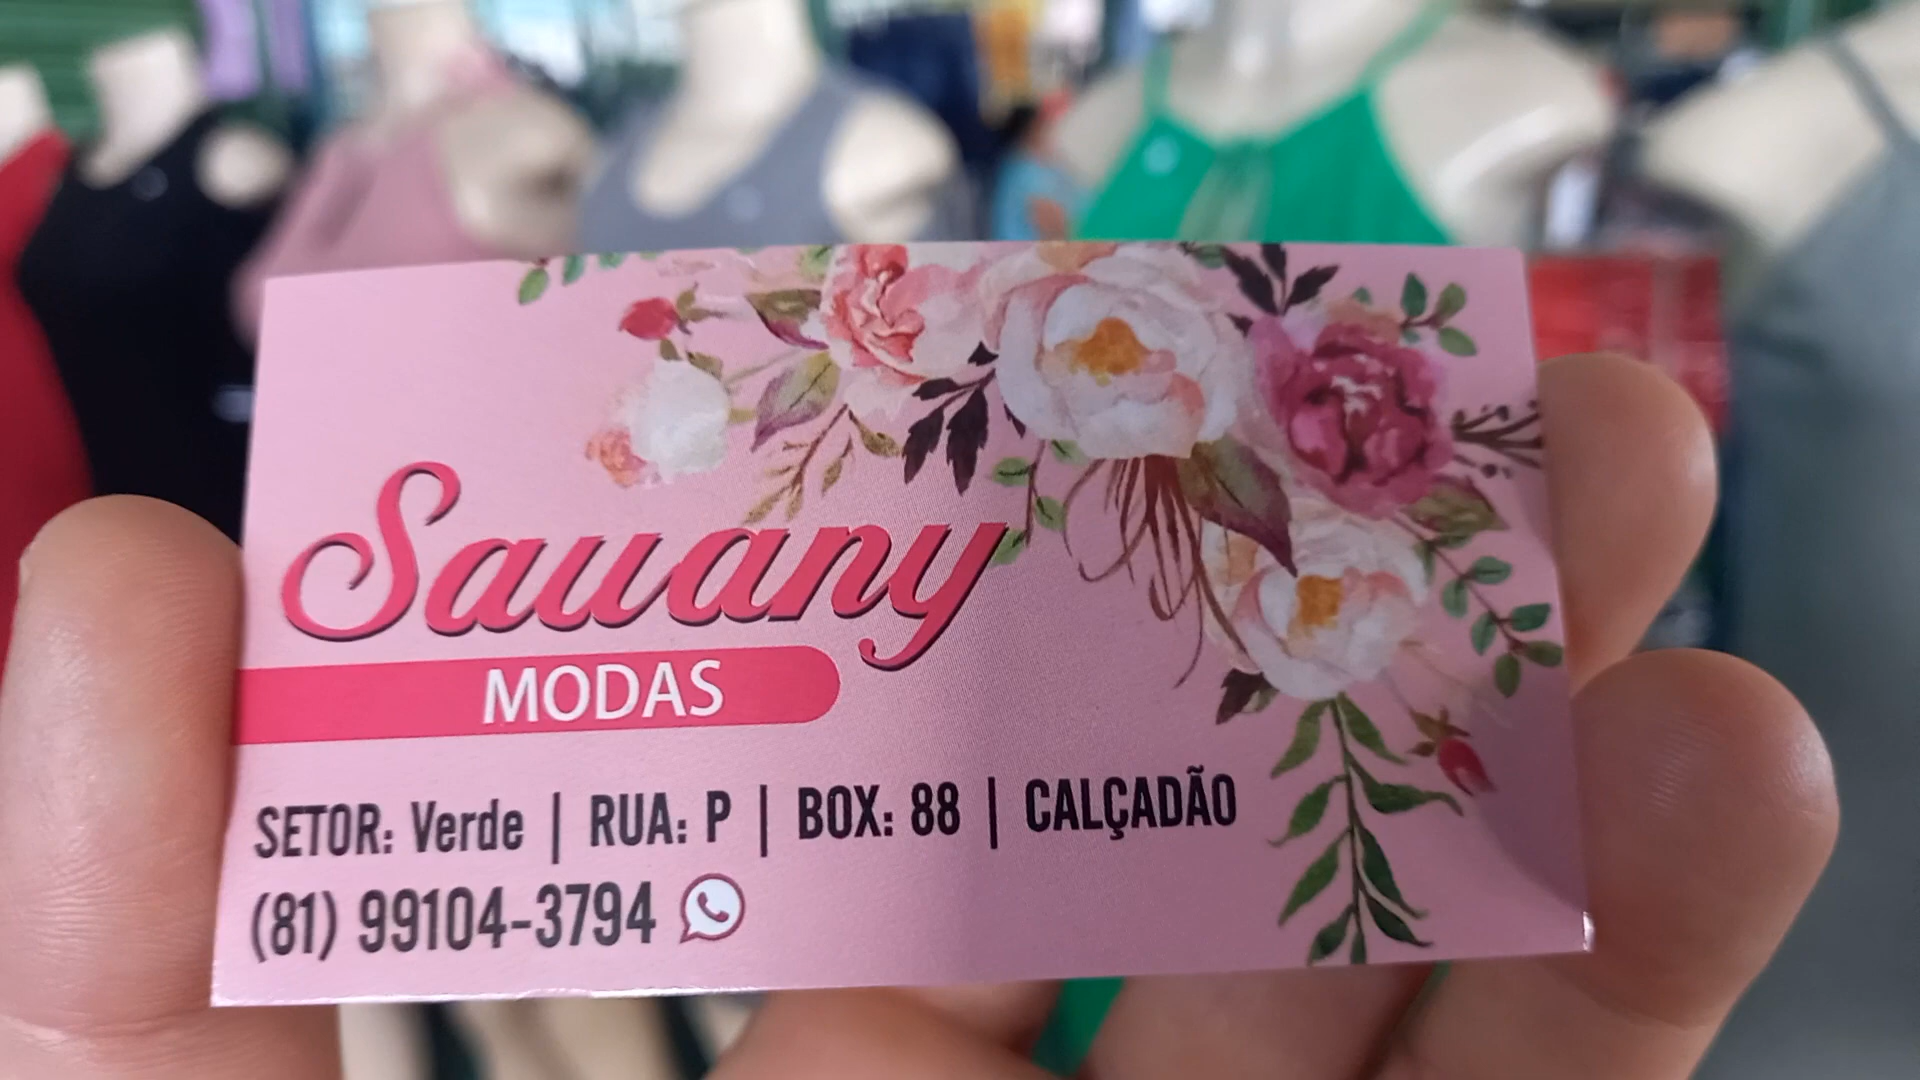 Sauany
MODAS
SETOR: Verde | RUA: P | BOX: 88 | CALÇADÃO
(81) 99104-3794